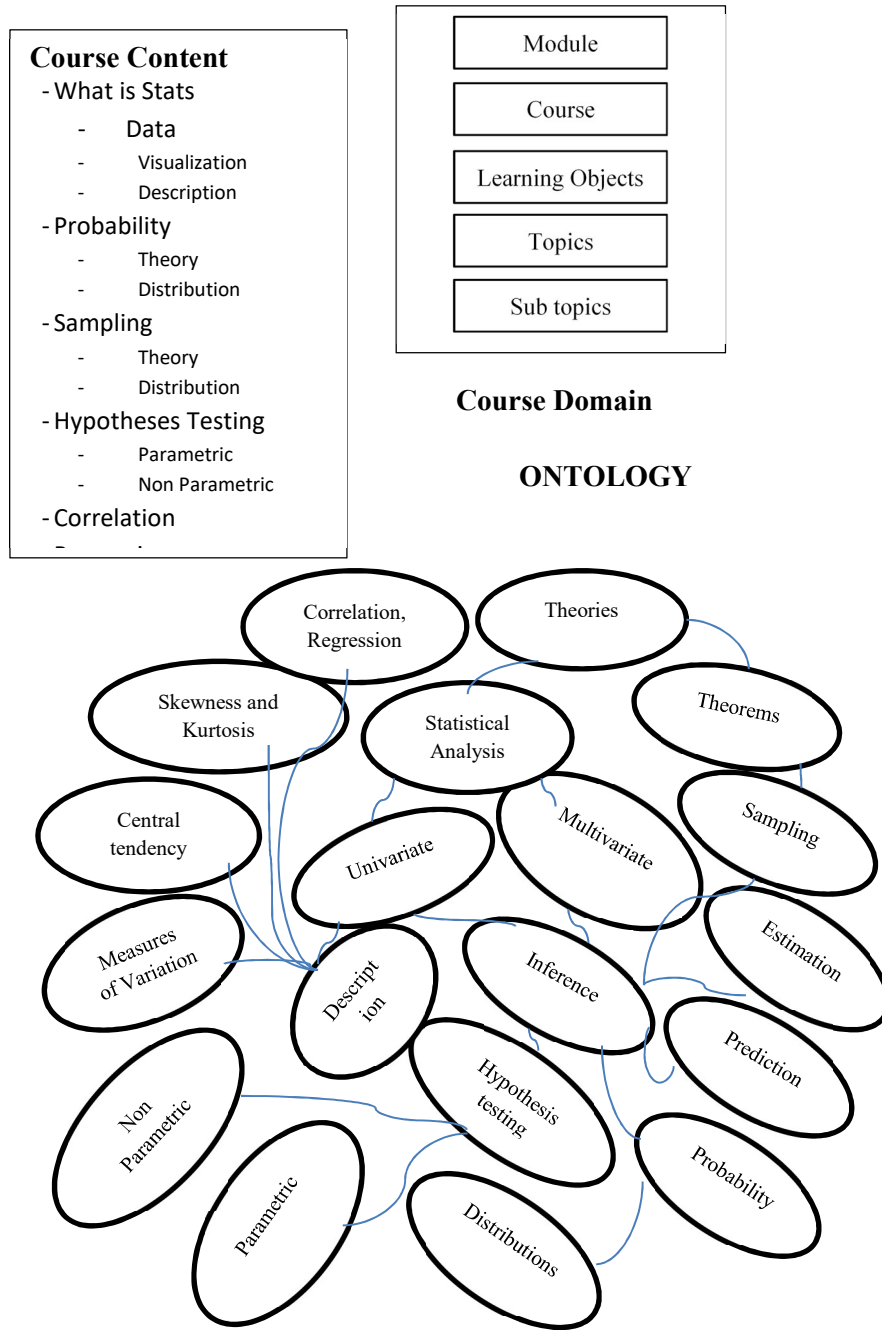 Course Content
- What is Stats
- Data
- Visualization
- Description
- Probability
- Theory
- Distribution
- Sampling
- Theory
- Distribution
- Hypotheses Testing
- Parametric
- Non Parametric
- Correlation
Module
Course
Learning Objects
Topics
Sub topics
Course Domain
ONTOLOGY
Correlation,
Regression
Theories
Skewness and
Kurtosis
Statistical
Analysis
Theorems
Central
tendency
Univariate
Multivariate
Sampling
Measures
of Variation
Descript
ion
Inference
Estimation
Non
Parametric
Hypothesis
testing
Prediction
Parametric
Distributions
Probability